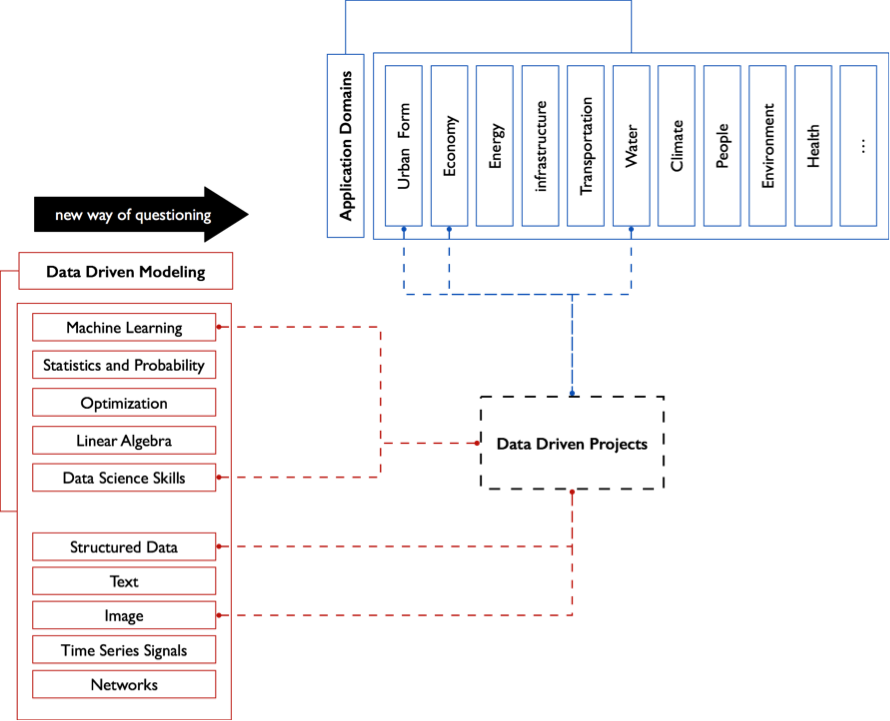 Application Domains
Urban Form
Economy
Energy
infrastructure
Transportation
Water
Climate
People
Environment
Health
...
new way of questioning
Data Driven Modeling
Machine Learning
Statistics and Probability
Optimization
Linear Algebra
Data Science Skills
Structured Data
Text
Image
Time Series Signals
Networks
Data Driven Projects